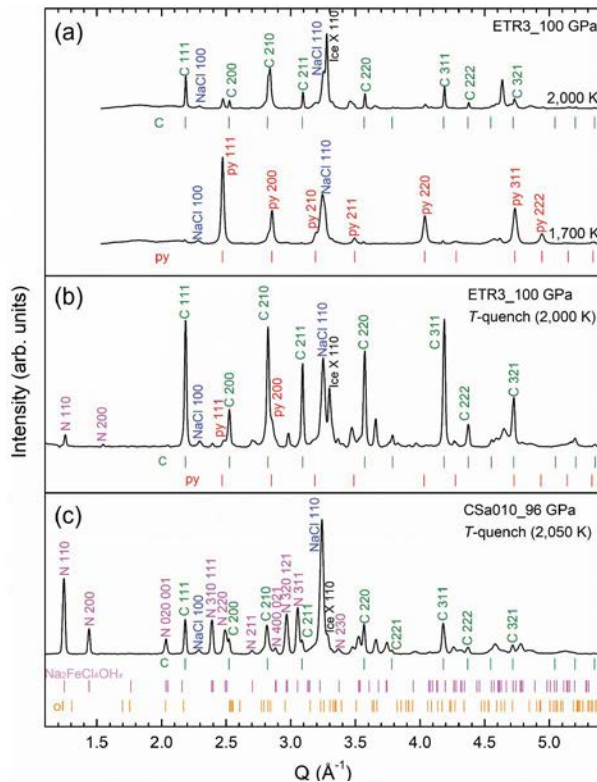 (a)
ETR3_100 GPa
C 111
NaCl 100
C 200
C 210
C 211
NaCl 110
Ice X 110
C 220
C 311
C 222
C 321
2,000 K
C
py 111
NaCl 100
py 200
py 210
NaCl 110
py 211
py 220
py 311
py 222
1,700 K
py
(b)
ETR3_100 GPa
T-quench (2,000 K)
N 110
N 200
C 111
NaCl 100
py 111
C 200
C 210
py 200
C 211
NaCl 110
Ice X 110
C 220
C 311
C 222
C 321
C
py
(c)
CSa010_96 GPa
T-quench (2,050 K)
N 110
N 200
N 020 001
C 111
NaCl 100
N 310 111
N 220
C 200
N 211
C 210
N 400 021
N 320 121
N 311
C 211
NaCl 110
Ice X 110
N 230
C 220
C221
C 311
C 222
C 321
C
Na₂FeCl₄OHₓ
ol
Intensity (arb. units)
1.5 2.0 2.5 3.0 3.5 4.0 4.5 5.0
Q (Å⁻¹)